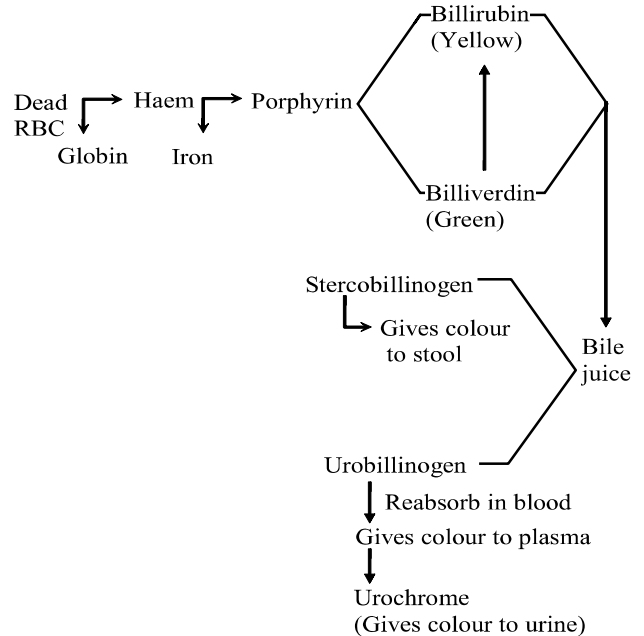 Billirubin
(Yellow)
Dead
RBC
Haem
Porphyrin
Globin
Iron
Billiverdin
(Green)
Stercobillinogen
Gives colour
to stool
Bile
juice
Urobillinogen
Reabsorb in blood
Gives colour to plasma
Urochrome
(Gives colour to urine)